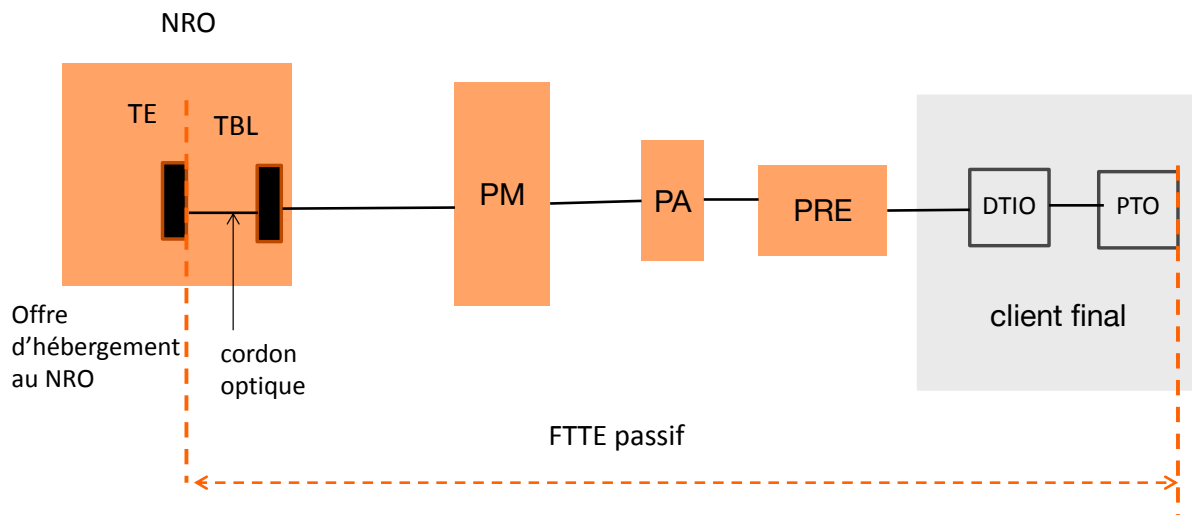 NRO
TE
TBL
PM
PA
PRE
DTIO
PTO
client final
Offre
d’hébergement
au NRO
cordon
optique
FTTE passif